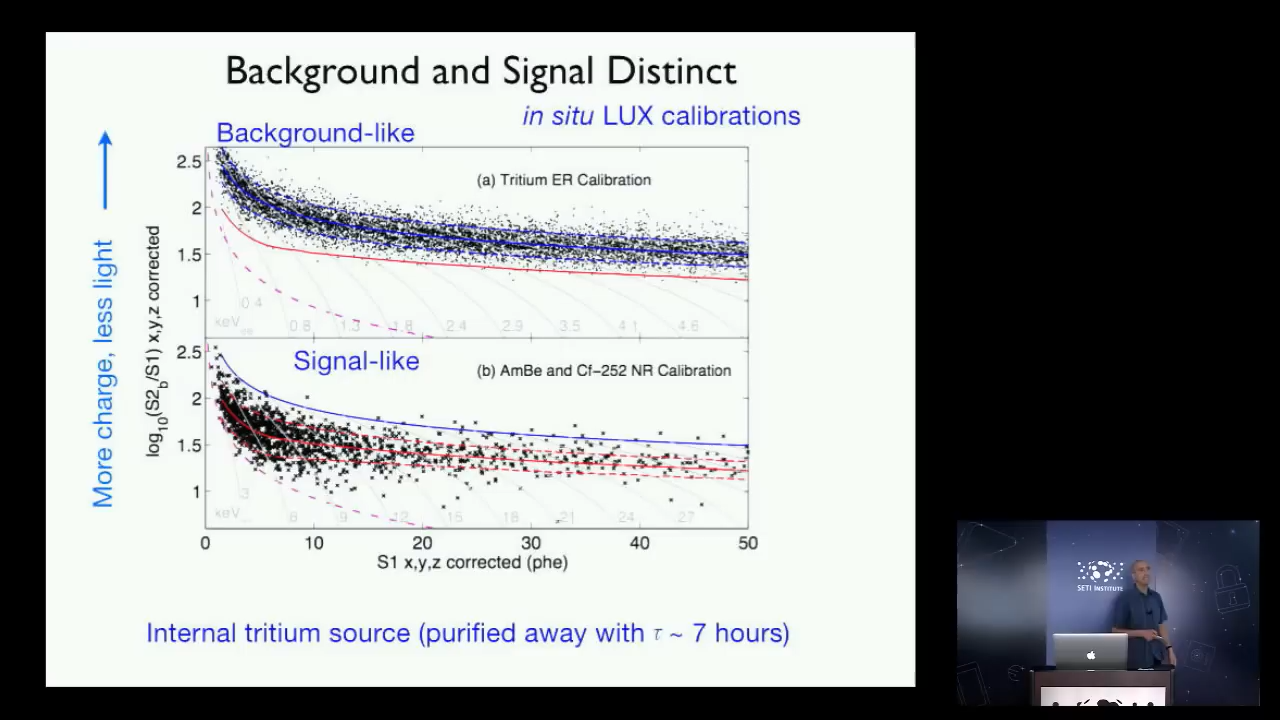 Background and Signal Distinct
in situ LUX calibrations
Background-like
More charge, less light
log10(S2b/S1) x,y,z corrected
2.5
2
1.5
1
(a) Tritium ER Calibration
keVee
0.4
0.8
1.3
1.8
2.4
2.9
3.5
4.1
4.6
Signal-like
(b) AmBe and Cf-252 NR Calibration
2.5
2
1.5
1
3
6
9
12
15
18
21
24
27
0
10
20
30
40
50
S1 x,y,z corrected (phe)
Internal tritium source (purified away with τ ~ 7 hours)
SETI INSTITUTE